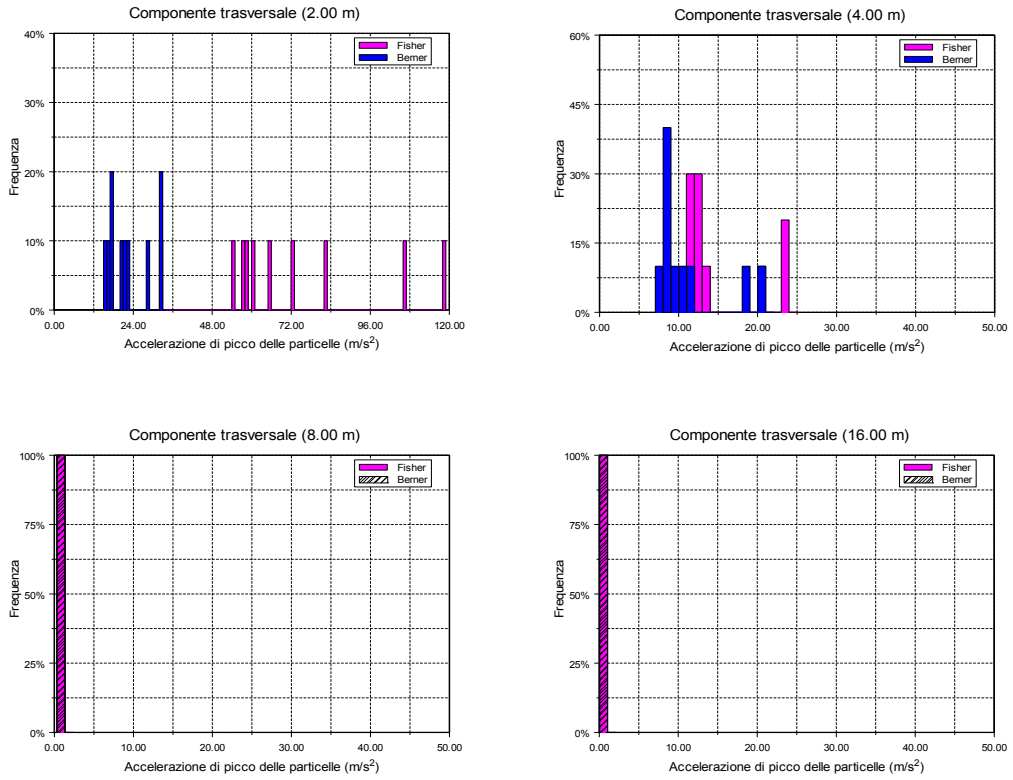 Componente trasversale (2.00 m)
40%
30%
20%
10%
0%
Frequenza
Fisher
Berner
0.00 24.00 48.00 72.00 96.00 120.00
Accelerazione di picco delle particelle (m/s²)
Componente trasversale (4.00 m)
60%
45%
30%
15%
0%
Frequenza
Fisher
Berner
0.00 10.00 20.00 30.00 40.00 50.00
Accelerazione di picco delle particelle (m/s²)
Componente trasversale (8.00 m)
100%
75%
50%
25%
0%
Frequenza
Fisher
Berner
0.00 10.00 20.00 30.00 40.00 50.00
Accelerazione di picco delle particelle (m/s²)
Componente trasversale (16.00 m)
100%
75%
50%
25%
0%
Frequenza
Fisher
Berner
0.00 10.00 20.00 30.00 40.00 50.00
Accelerazione di picco delle particelle (m/s²)